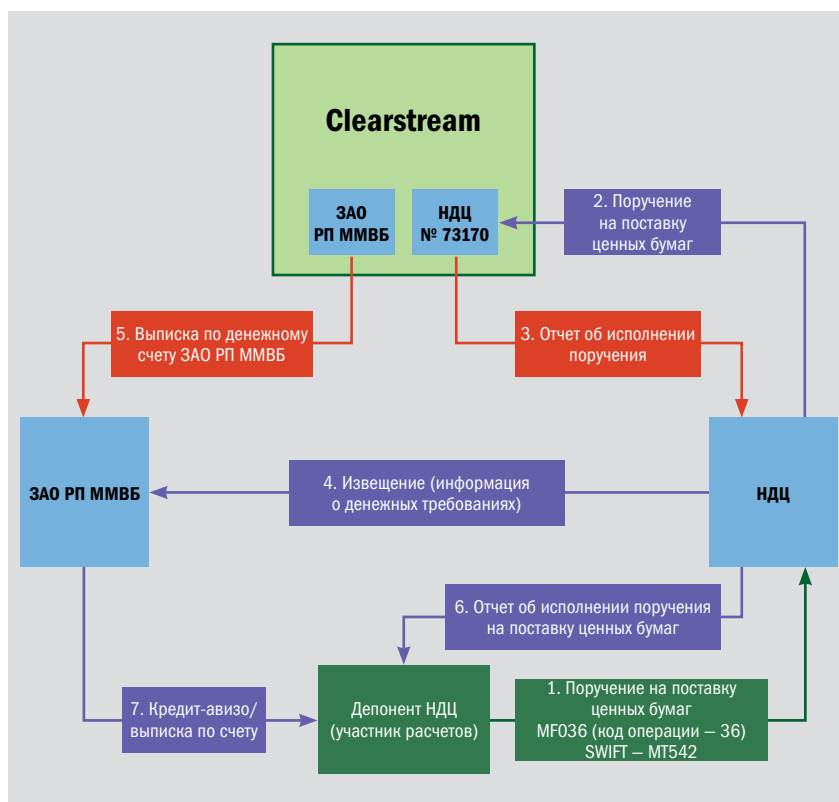 Clearstream
ЗАО
РП ММВБ
НДЦ
№ 73170
2. Поручение
на поставку
ценных бумаг
5. Выписка по денежному
счету ЗАО РП ММВБ
3. Отчет об исполнении
поручения
ЗАО РП ММВБ
4. Извещение (информация
о денежных требованиях)
НДЦ
6. Отчет об исполнении поручения
на поставку ценных бумаг
7. Кредит-авизо/
выписка по счету
Депонент НДЦ
(участник расчетов)
1. Поручение на поставку
ценных бумаг
MF036 (код операции — 36)
SWIFT — MT542